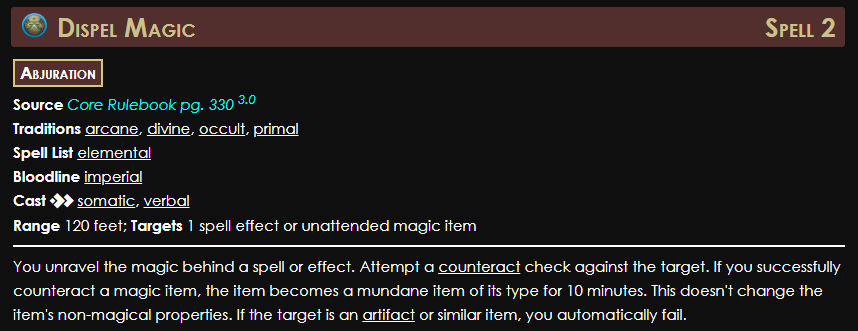 Dispel Magic Spell 2
Abjuration
Source Core Rulebook pg. 330 3.0
Traditions arcane, divine, occult, primal
Spell List elemental
Bloodline imperial
Cast somatic, verbal
Range 120 feet; Targets 1 spell effect or unattended magic item
You unravel the magic behind a spell or effect. Attempt a counteract check against the target. If you successfully
counteract a magic item, the item becomes a mundane item of its type for 10 minutes. This doesn't change the
item's non-magical properties. If the target is an artifact or similar item, you automatically fail.